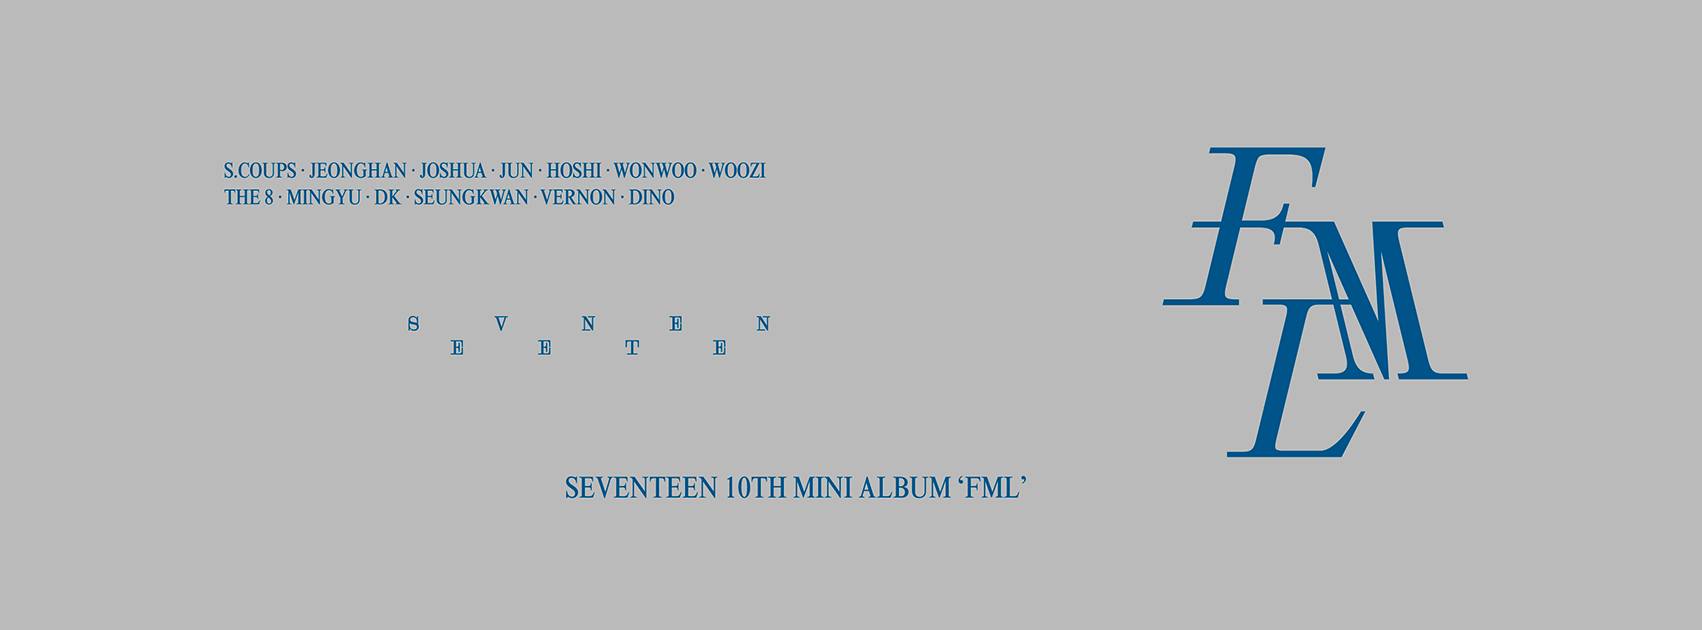 S.COUPS · JEONGHAN · JOSHUA · JUN · HOSHI · WONWOO · WOOZI
THE 8 · MINGYU · DK · SEUNGKWAN · VERNON · DINO
SEVENTEEN
SEVENTEEN 10TH MINI ALBUM ‘FML’
FML